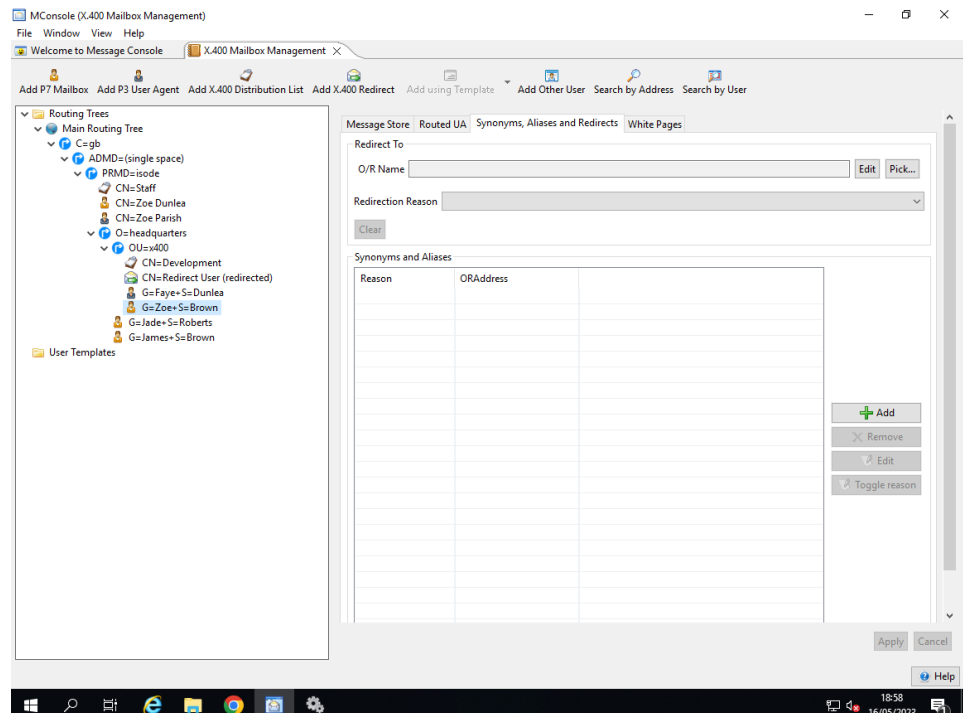 MConsole (X.400 Mailbox Management)
File Window View Help
Welcome to Message Console X.400 Mailbox Management
Add P7 Mailbox Add P3 User Agent Add X.400 Distribution List Add X.400 Redirect Add using Template Add Other User Search by Address Search by User
Routing Trees
Main Routing Tree
C=gb
ADMD=(single space)
PRMD=isode
CN=Staff
CN=Zoe Dunlea
CN=Zoe Parish
O=headquarters
OU=x400
CN=Development
CN=Redirect User (redirected)
G=Faye+S=Dunlea
G=Zoe+S=Brown
G=Jade+S=Roberts
G=James+S=Brown
User Templates
Message Store Routed UA Synonyms, Aliases and Redirects White Pages
Redirect To
O/R Name Edit Pick...
Redirection Reason
Clear
Synonyms and Aliases
Reason ORAddress
Add
Remove
Edit
Toggle reason
Apply Cancel
Help
18:58
16/05/2023